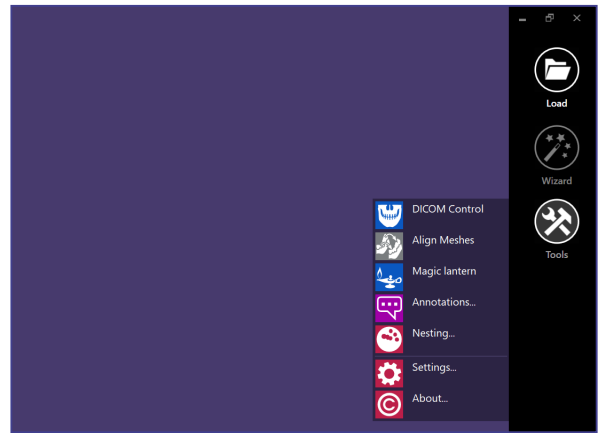 Load
Wizard
Tools
DICOM Control
Align Meshes
Magic lantern
Annotations...
Nesting...
Settings...
About...